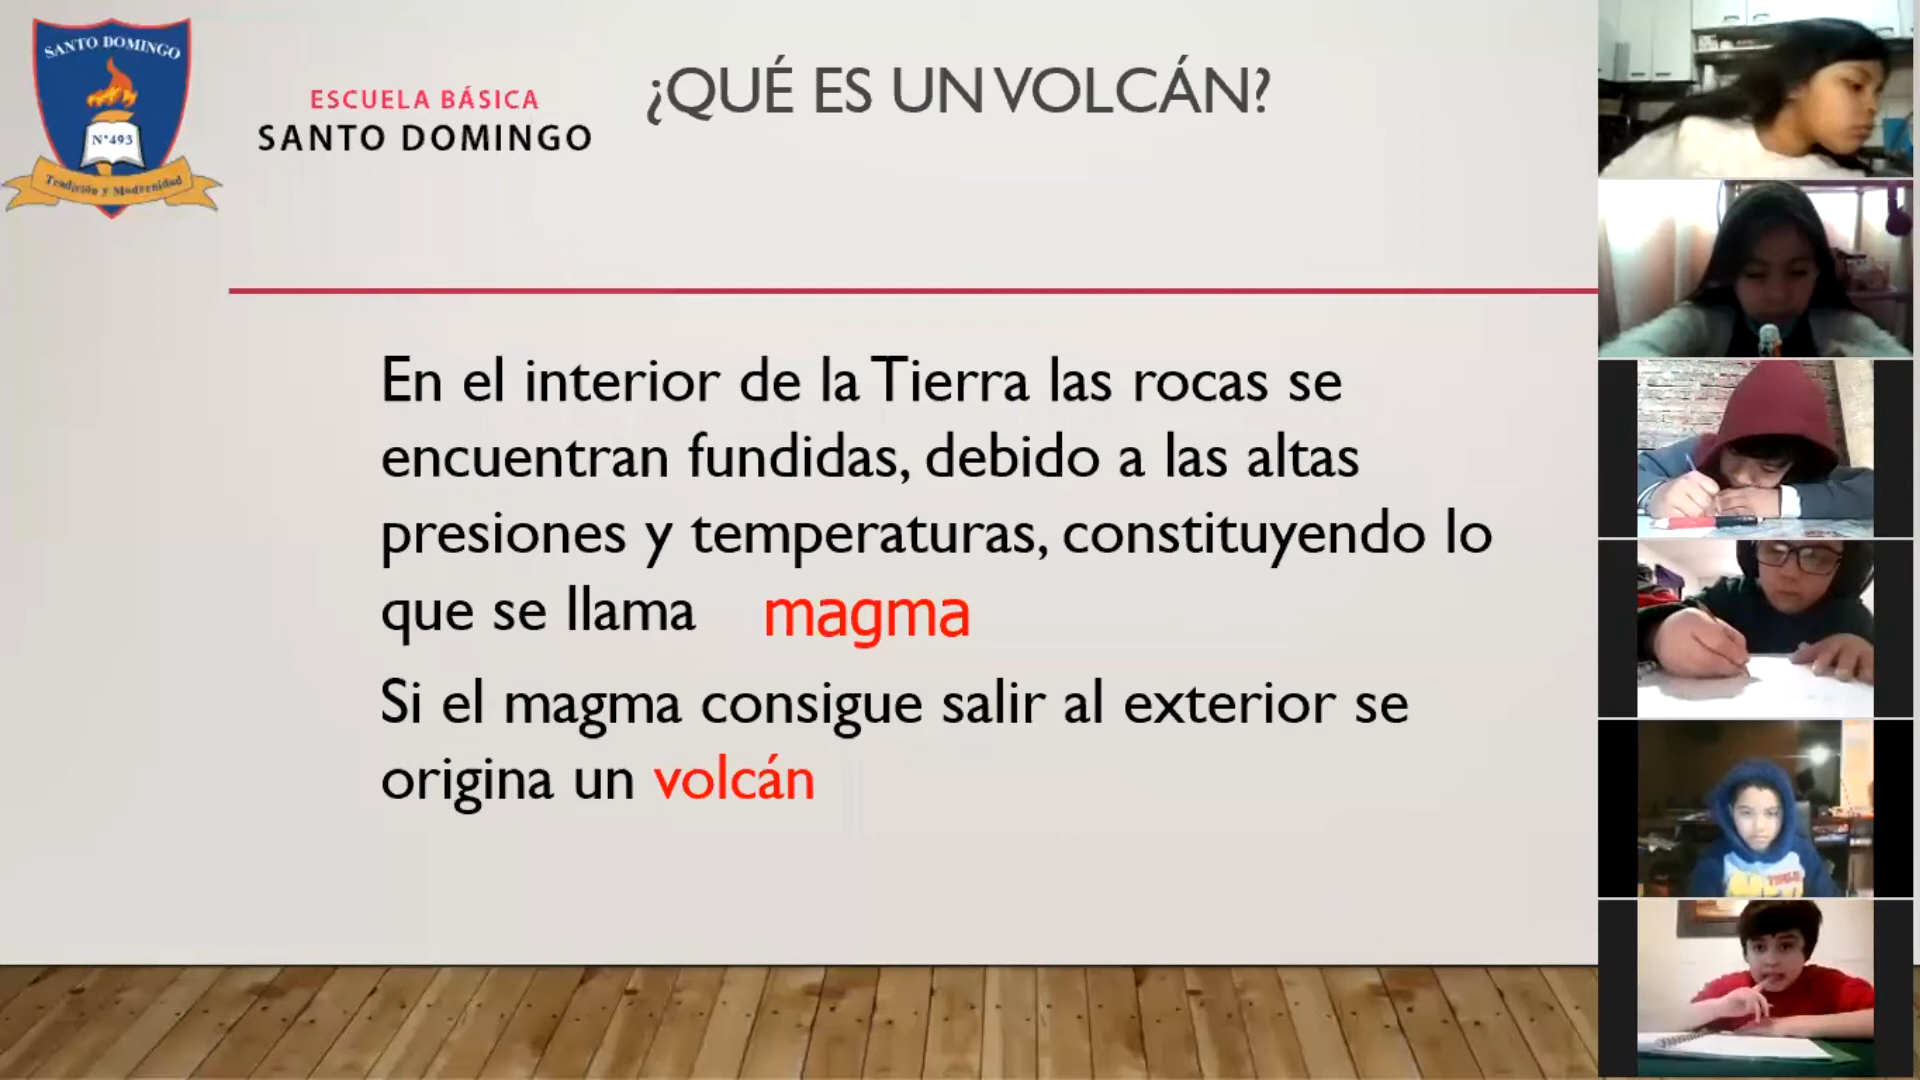 SANTO DOMINGO
N°493
Tradición y Modernidad
ESCUELA BÁSICA
SANTO DOMINGO
¿QUÉ ES UN VOLCÁN?
En el interior de la Tierra las rocas se
encuentran fundidas, debido a las altas
presiones y temperaturas, constituyendo lo
que se llama magma
Si el magma consigue salir al exterior se
origina un volcán